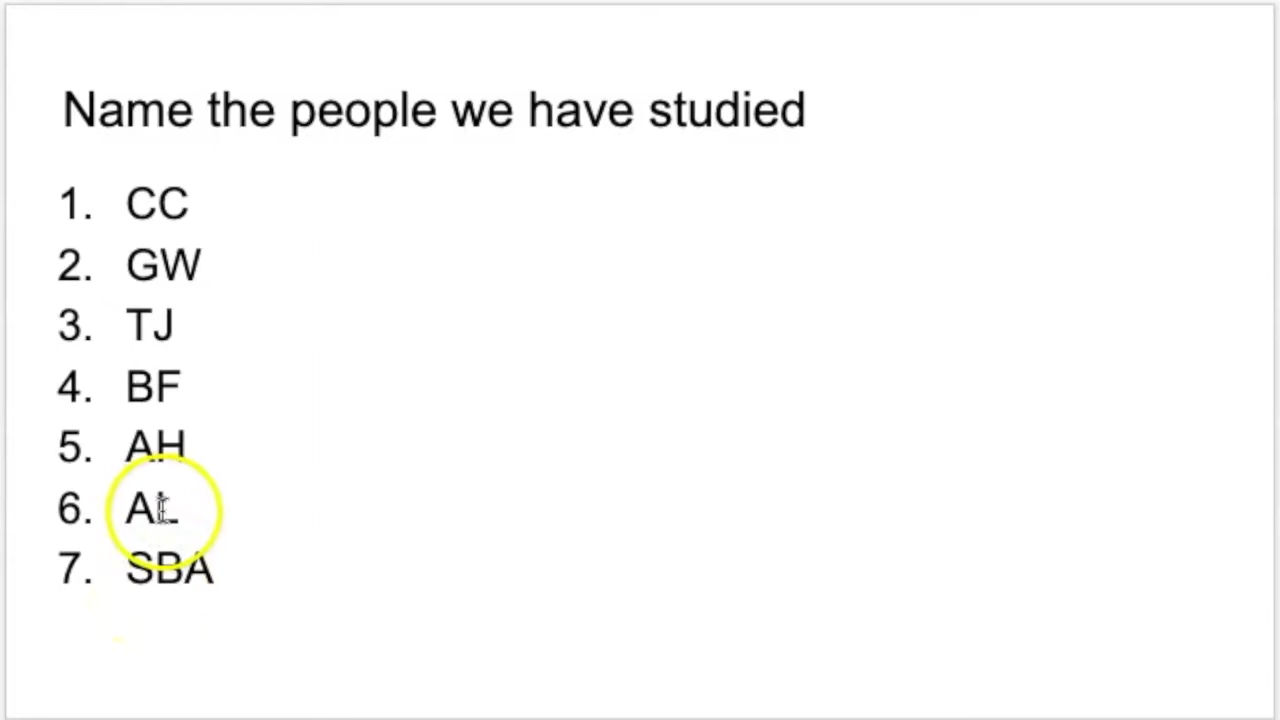 Name the people we have studied
1. CC
2. GW
3. TJ
4. BF
5. AH
6. AL
7. SBA